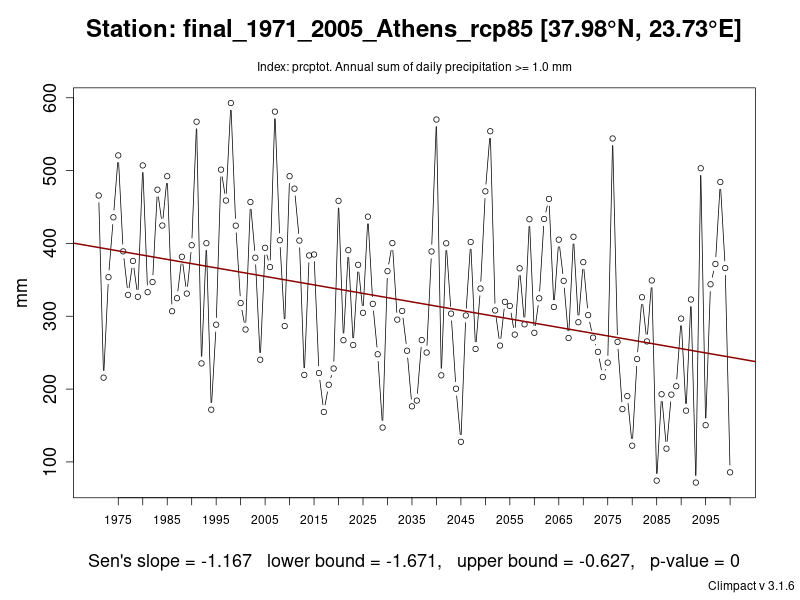 Station: final_1971_2005_Athens_rcp85 [37.98°N, 23.73°E]
Index: prcptot. Annual sum of daily precipitation >= 1.0 mm
600
500
400
300
200
100
mm
1975 1985 1995 2005 2015 2025 2035 2045 2055 2065 2075 2085 2095
Sen's slope = -1.167 lower bound = -1.671, upper bound = -0.627, p-value = 0
Climpact v 3.1.6